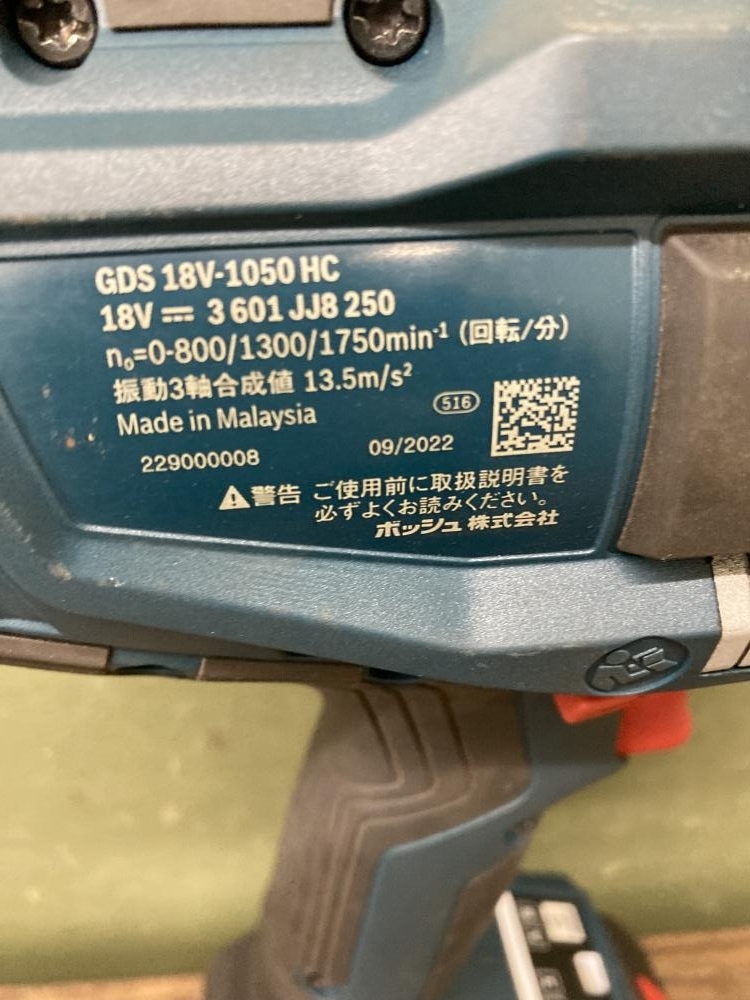 GDS 18V-1050 HC
18V ⎓ 3 601 JJ8 250
n₀=0-800/1300/1750min⁻¹ (回転/分)
振動3軸合成値 13.5m/s²
516
Made in Malaysia
229000008 09/2022
⚠警告 ご使用前に取扱説明書を
必ずよくお読みください。
ボッシュ株式会社